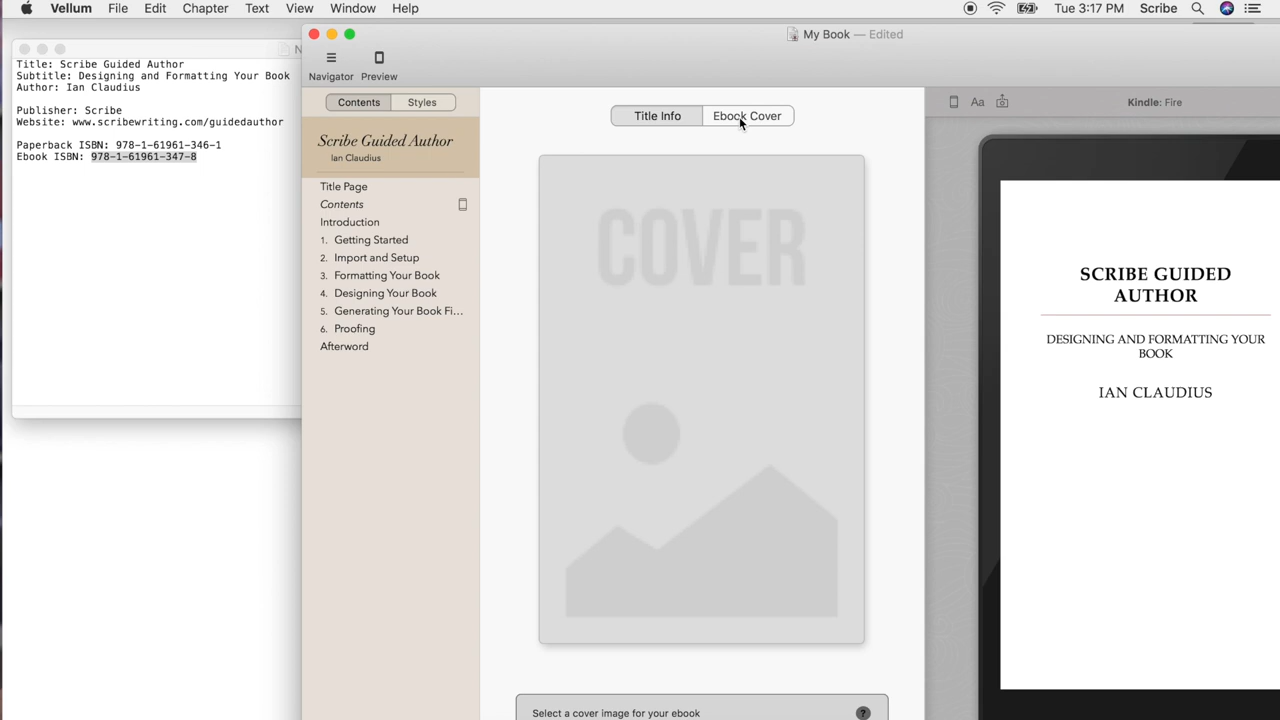 Vellum File Edit Chapter Text View Window Help Tue 3:17 PM Scribe
Title: Scribe Guided Author
Subtitle: Designing and Formatting Your Book
Author: Ian Claudius
Publisher: Scribe
Website: www.scribewriting.com/guidedauthor
Paperback ISBN: 978-1-61961-346-1
Ebook ISBN: 978-1-61961-347-8
My Book — Edited
Navigator Preview
Contents Styles
Scribe Guided Author
Ian Claudius
Title Page
Contents
Introduction
1. Getting Started
2. Import and Setup
3. Formatting Your Book
4. Designing Your Book
5. Generating Your Book Fi...
6. Proofing
Afterword
Title Info Ebook Cover
COVER
Select a cover image for your ebook ?
Aa Kindle: Fire
SCRIBE GUIDED
AUTHOR
DESIGNING AND FORMATTING YOUR
BOOK
IAN CLAUDIUS